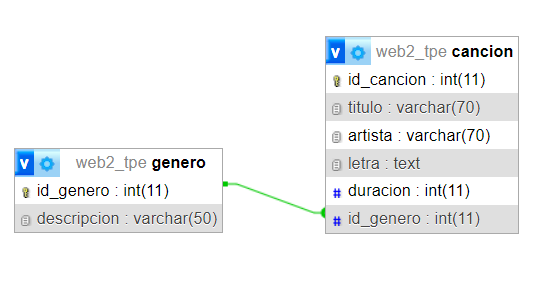 v web2_tpe cancion
id_cancion : int(11)
titulo : varchar(70)
artista : varchar(70)
letra : text
# duracion : int(11)
# id_genero : int(11)
v web2_tpe genero
id_genero : int(11)
descripcion : varchar(50)